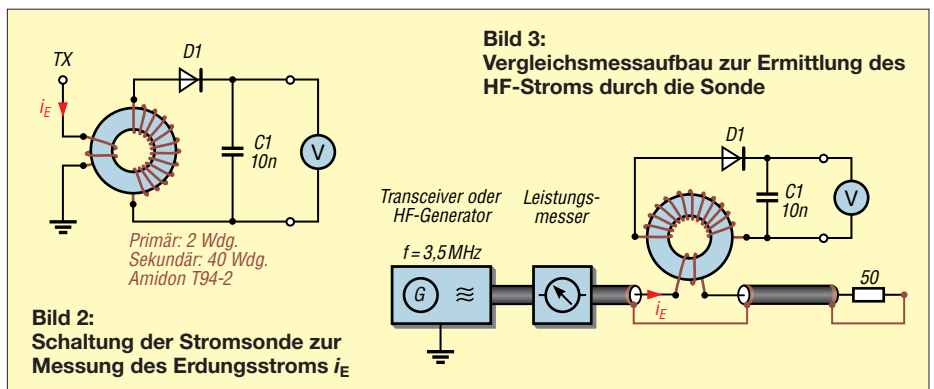 TX
D1
i_E
C1
10n
V
Primär: 2 Wdg.
Sekundär: 40 Wdg.
Amidon T94-2
Bild 2:
Schaltung der Stromsonde zur
Messung des Erdungsstroms i_E
Bild 3:
Vergleichsmessaufbau zur Ermittlung des
HF-Stroms durch die Sonde
D1
C1
10n
V
Transceiver oder
HF-Generator
Leistungs-
messer
f = 3,5 MHz
G ≈
i_E
50